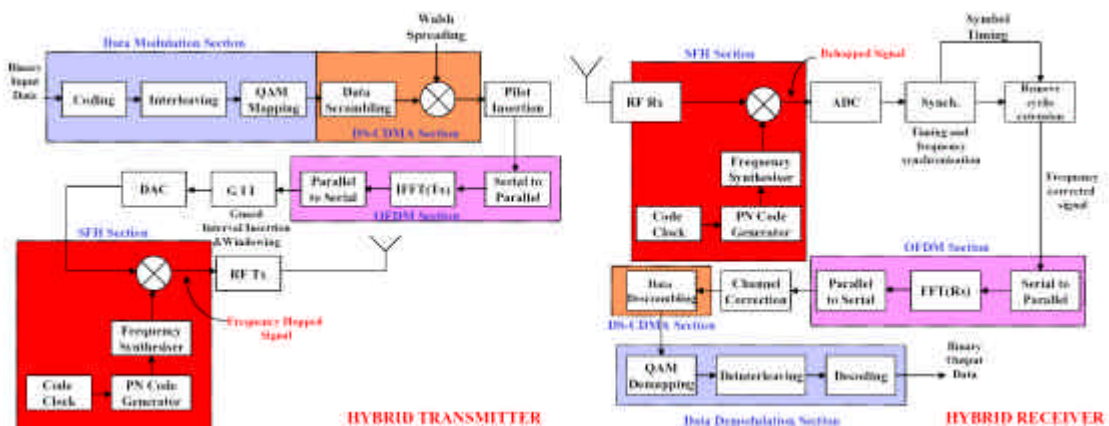 Data Modulation Section
Walsh
Spreading
Binary
Input
Data
Coding
Interleaving
QAM
Mapping
Data
Scrambling
DS-CDMA Section
Pilot
Insertion
DAC
G I I
Guard
Interval Insertion
&Windowing
Parallel
to Serial
IFFT(Tx)
Serial to
Parallel
OFDM Section
SFH Section
RF Tx
Frequency Hopped
Signal
Frequency
Synthesiser
Code
Clock
PN Code
Generator
HYBRID TRANSMITTER
Symbol
Timing
SFH Section
Dehopped Signal
RF Rx
ADC
Synch.
Remove
cyclic
extension
Timing and
frequency
synchronisation
Frequency
Synthesiser
Code
Clock
PN Code
Generator
Frequency
corrected
signal
OFDM Section
Data
Descrambling
Channel
Correction
Parallel
to Serial
FFT(Rx)
Serial to
Parallel
DS-CDMA Section
QAM
Demapping
Deinterleaving
Decoding
Binary
Output
Data
Data Demodulation Section
HYBRID RECEIVER